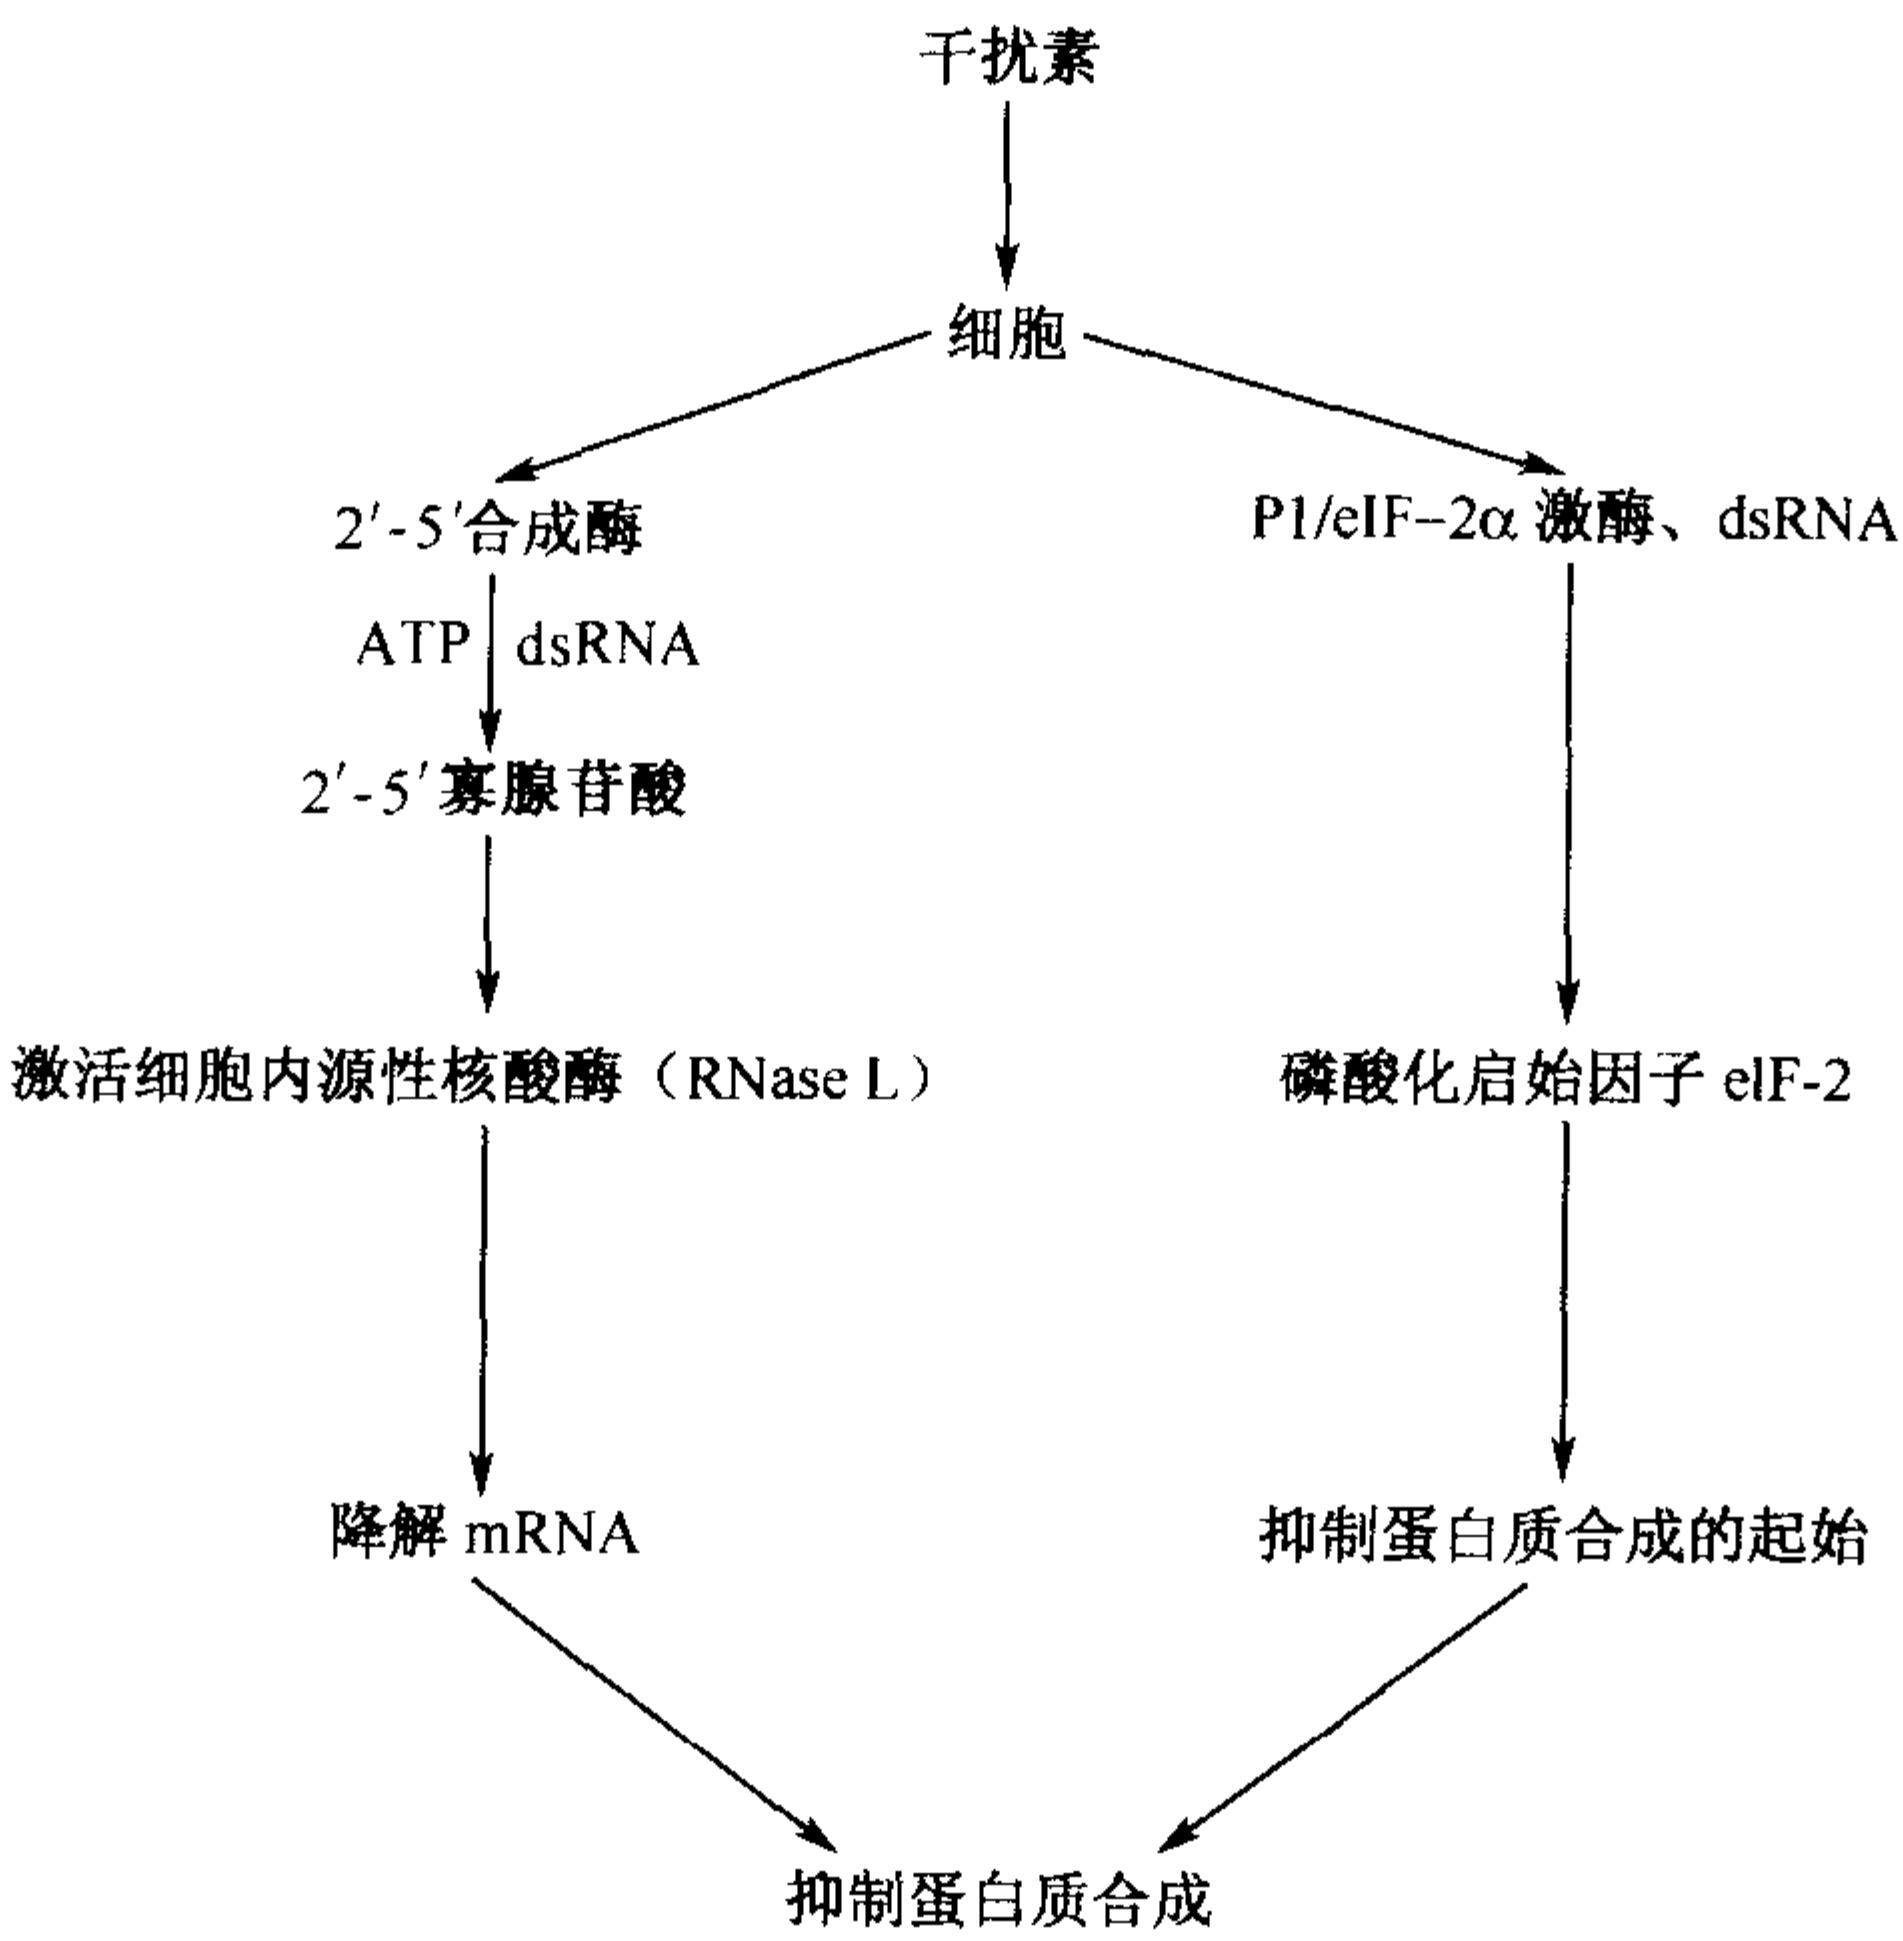 干扰素
细胞
2′-5′合成酶
P1/eIF–2α 激酶、dsRNA
ATP
dsRNA
2′-5′寡腺苷酸
激活细胞内源性核酸酶（RNase L）
磷酸化启始因子 eIF-2
降解 mRNA
抑制蛋白质合成的起始
抑制蛋白质合成